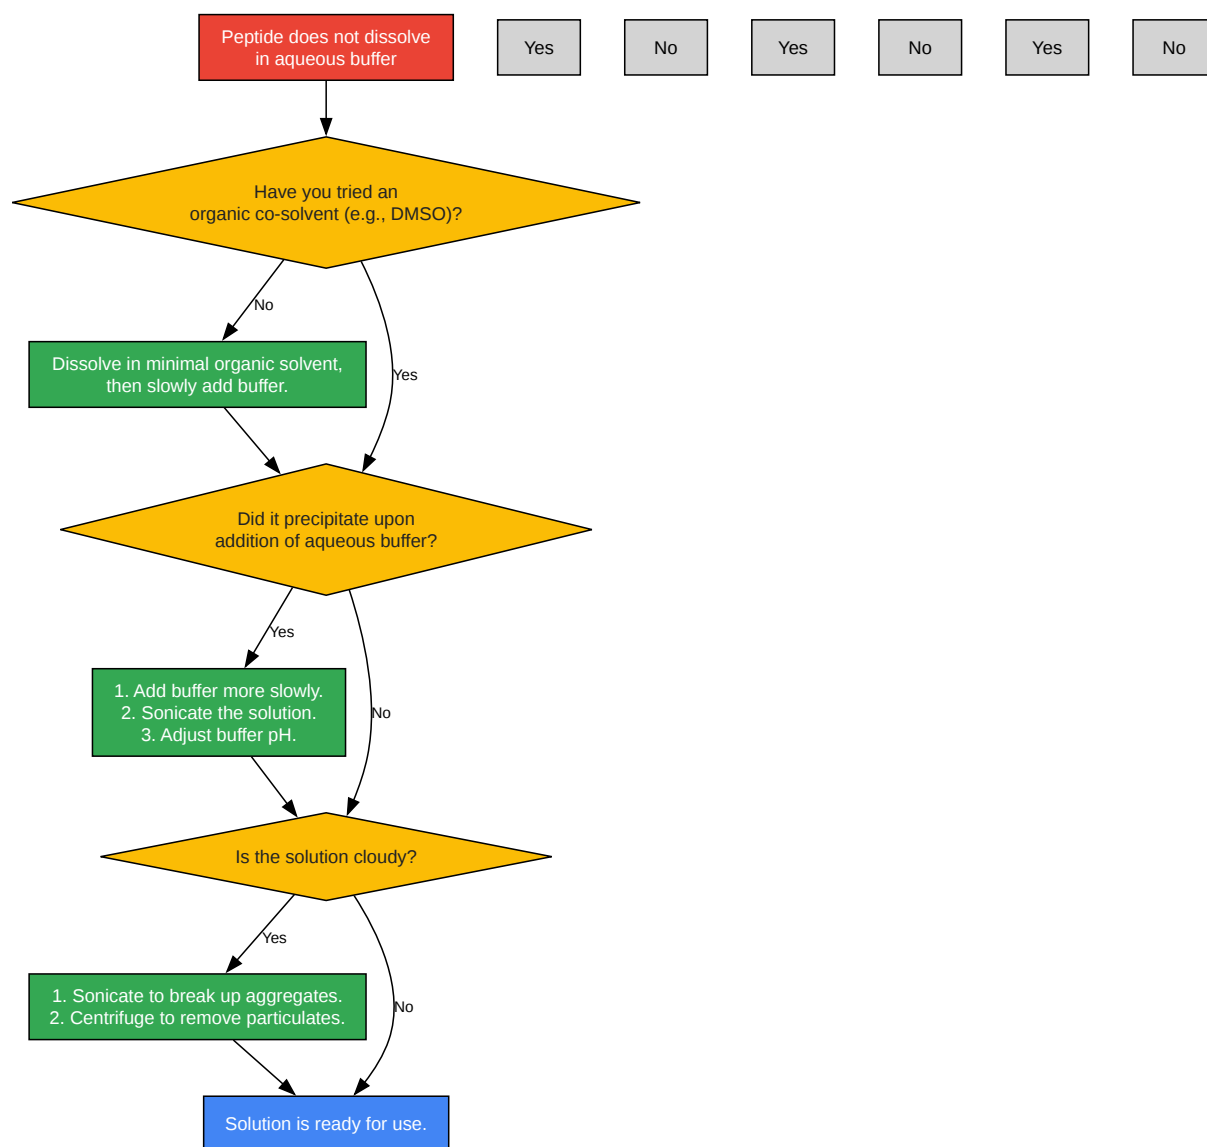 Peptide does not dissolve
in aqueous buffer
Yes
No
Yes
No
Yes
No
Have you tried an
organic co-solvent (e.g., DMSO)?
No
Yes
Dissolve in minimal organic solvent,
then slowly add buffer.
Did it precipitate upon
addition of aqueous buffer?
Yes
No
1. Add buffer more slowly.
2. Sonicate the solution.
3. Adjust buffer pH.
Is the solution cloudy?
Yes
No
1. Sonicate to break up aggregates.
2. Centrifuge to remove particulates.
Solution is ready for use.